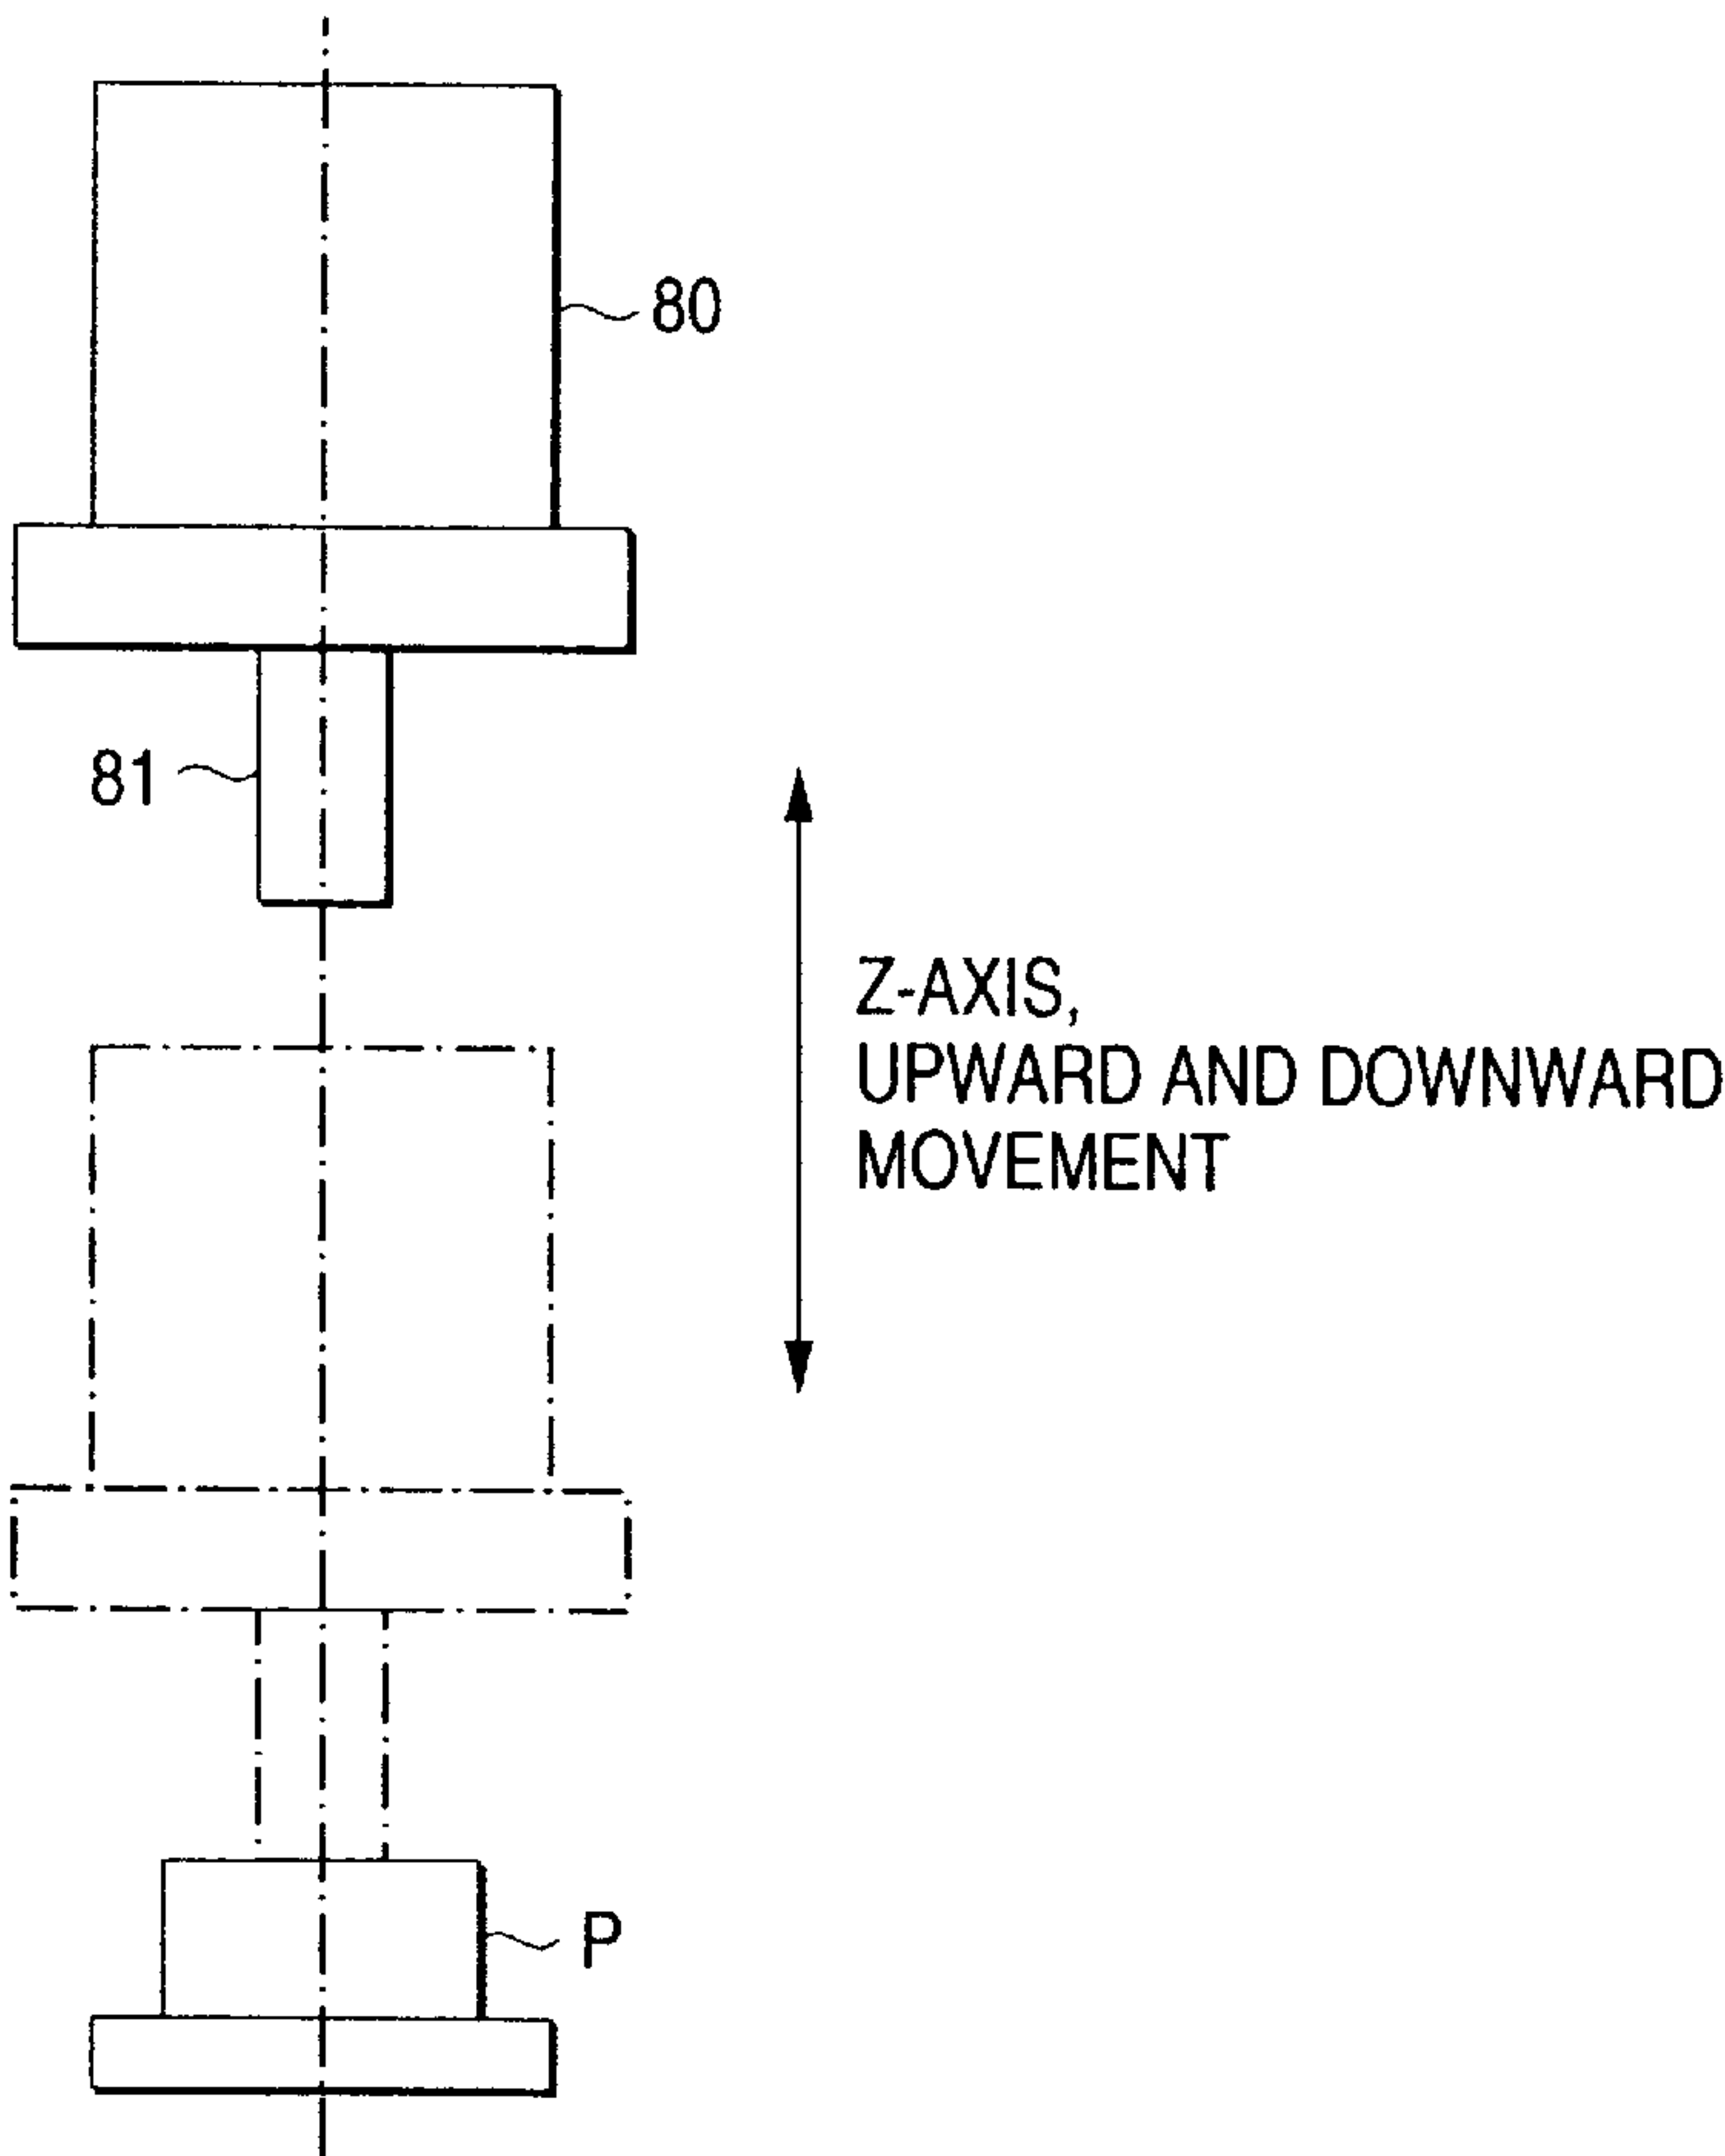 80
81
Z-AXIS,
UPWARD AND DOWNWARD
MOVEMENT
P